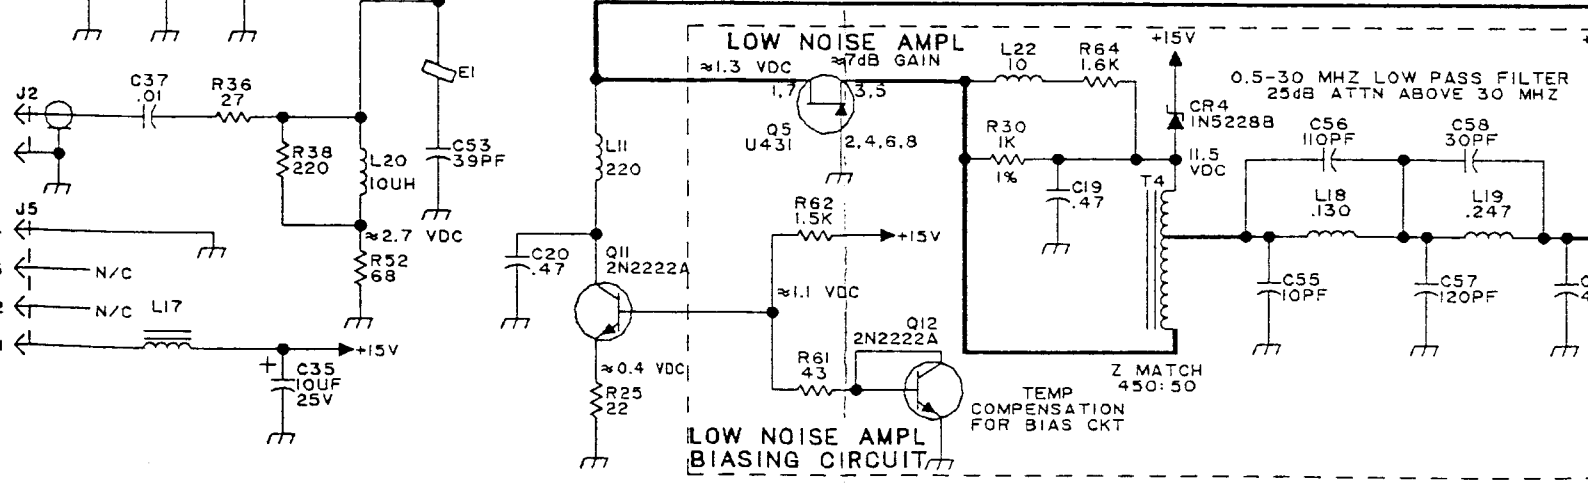 LOW NOISE AMPL
≈7dB GAIN
≈1.3 VDC
1,7
3,5
Q5
U431
2,4,6,8
L22
10
R64
1.6K
+15V
0.5-30 MHZ LOW PASS FILTER
25dB ATTN ABOVE 30 MHZ
CR4
1N5228B
11.5
VDC
C56
110PF
C58
30PF
J2
C37
.01
R36
27
E1
R38
220
L20
10UH
C53
39PF
L11
220
R30
1K
1%
C19
.47
T4
L18
.130
L19
.247
J5
≈2.7 VDC
R52
68
N/C
N/C
L17
+15V
+
C35
10UF
25V
C20
.47
Q11
2N2222A
R62
1.5K
+15V
≈1.1 VDC
C55
10PF
C57
120PF
Q12
2N2222A
≈0.4 VDC
R25
22
R61
43
Z MATCH
450:50
TEMP
COMPENSATION
FOR BIAS CKT
LOW NOISE AMPL
BIASING CIRCUIT